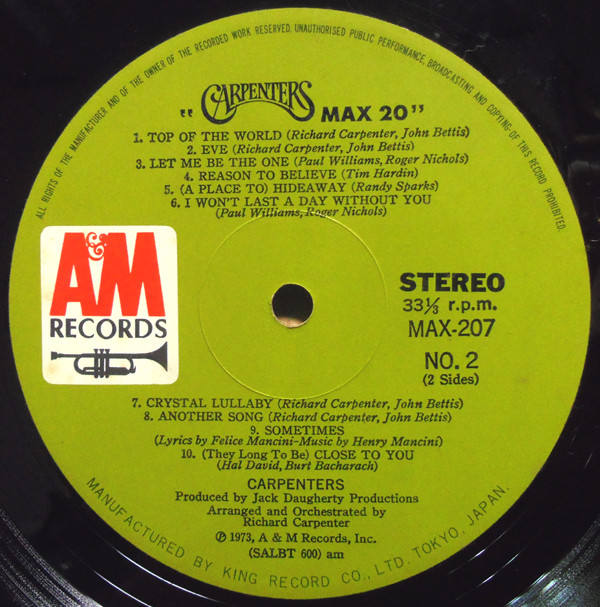 ALL RIGHTS OF THE MANUFACTURER AND OF THE OWNER OF THE RECORDED WORK RESERVED. UNAUTHORISED PUBLIC PERFORMANCE, BROADCASTING AND COPYING OF THIS RECORD PROHIBITED.
"CARPENTERS MAX 20"
1. TOP OF THE WORLD (Richard Carpenter, John Bettis)
2. EVE (Richard Carpenter, John Bettis)
3. LET ME BE THE ONE (Paul Williams, Roger Nichols)
4. REASON TO BELIEVE (Tim Hardin)
5. (A PLACE TO) HIDEAWAY (Randy Sparks)
6. I WON'T LAST A DAY WITHOUT YOU
(Paul Williams, Roger Nichols)
A&M
RECORDS
STEREO
33⅓ r.p.m.
MAX-207
NO. 2
(2 Sides)
7. CRYSTAL LULLABY (Richard Carpenter, John Bettis)
8. ANOTHER SONG (Richard Carpenter, John Bettis)
9. SOMETIMES
(Lyrics by Felice Mancini-Music by Henry Mancini)
10. (They Long To Be) CLOSE TO YOU
(Hal David, Burt Bacharach)
CARPENTERS
Produced by Jack Daugherty Productions
Arranged and Orchestrated by
Richard Carpenter
℗ 1973, A & M Records, Inc.
(SALBT 600) am
MANUFACTURED BY KING RECORD CO., LTD. TOKYO, JAPAN.